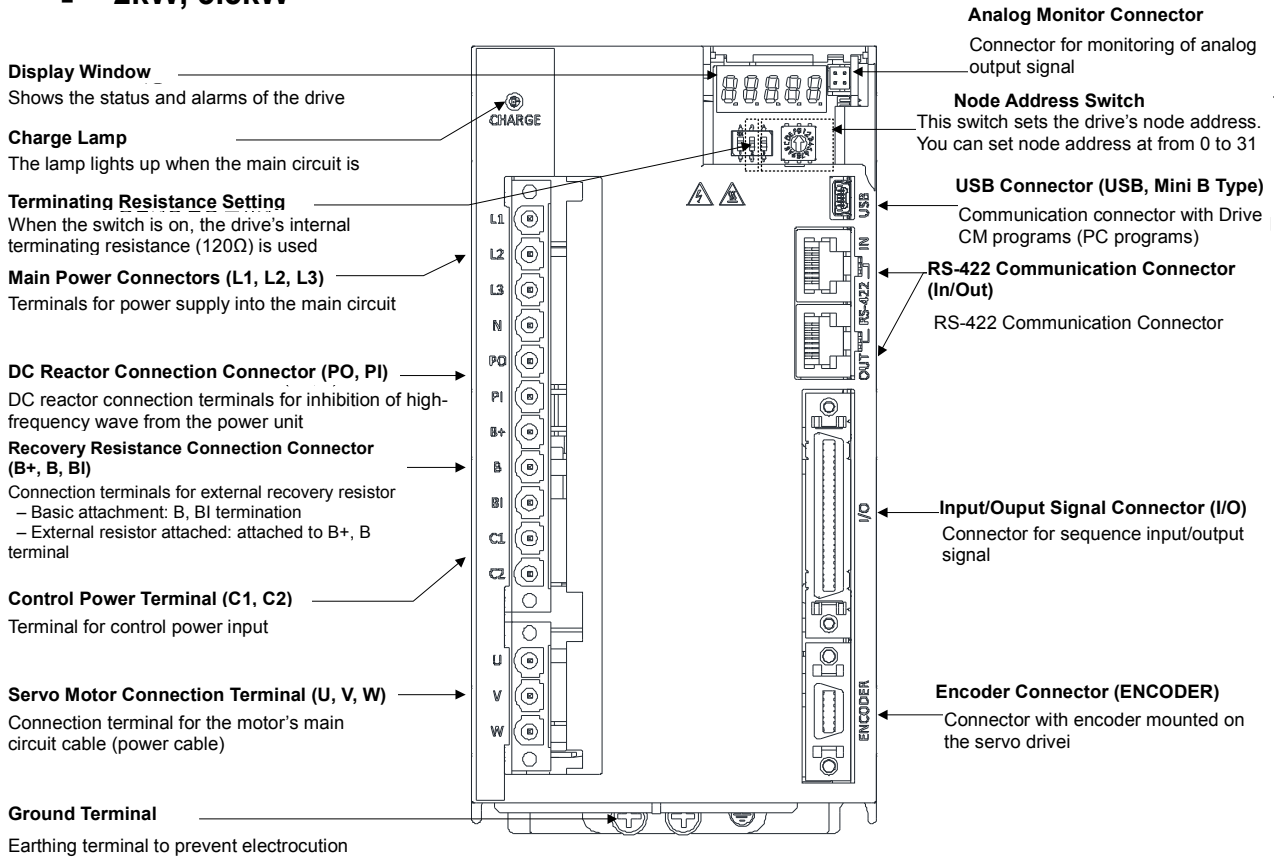 Display Window
Shows the status and alarms of the drive
Charge Lamp
The lamp lights up when the main circuit is
Terminating Resistance Setting
When the switch is on, the drive's internal
terminating resistance (120Ω) is used
Main Power Connectors (L1, L2, L3)
Terminals for power supply into the main circuit
DC Reactor Connection Connector (PO, PI)
DC reactor connection terminals for inhibition of high-
frequency wave from the power unit
Recovery Resistance Connection Connector
(B+, B, BI)
Connection terminals for external recovery resistor
– Basic attachment: B, BI termination
– External resistor attached: attached to B+, B
terminal
Control Power Terminal (C1, C2)
Terminal for control power input
Servo Motor Connection Terminal (U, V, W)
Connection terminal for the motor's main
circuit cable (power cable)
Ground Terminal
Earthing terminal to prevent electrocution
CHARGE
L1
L2
L3
N
PO
PI
B+
B
BI
C1
C2
U
V
W
8.8.8.8.8.
USB
IN
RS-422
OUT
I/O
ENCODER
Analog Monitor Connector
Connector for monitoring of analog
output signal
Node Address Switch
This switch sets the drive's node address.
You can set node address at from 0 to 31
USB Connector (USB, Mini B Type)
Communication connector with Drive
CM programs (PC programs)
RS-422 Communication Connector
(In/Out)
RS-422 Communication Connector
Input/Ouput Signal Connector (I/O)
Connector for sequence input/output
signal
Encoder Connector (ENCODER)
Connector with encoder mounted on
the servo drivei